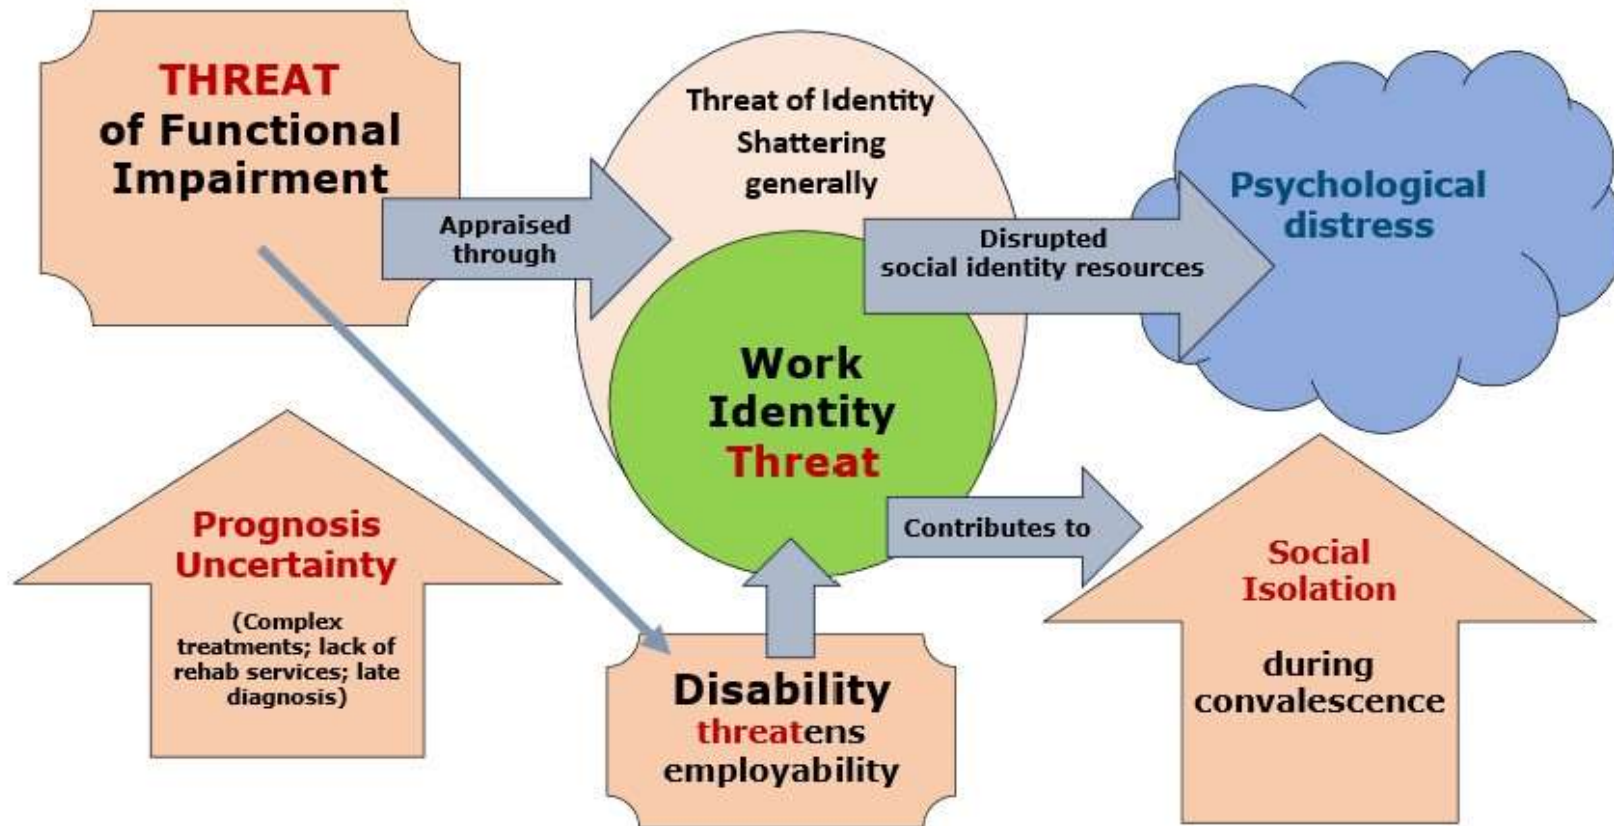 THREAT
of Functional
Impairment
Appraised
through
Threat of Identity
Shattering
generally
Disrupted
social identity resources
Psychological
distress
Work
Identity
Threat
Prognosis
Uncertainty
(Complex
treatments; lack of
rehab services; late
diagnosis)
Contributes to
Disability
threatens
employability
Social
Isolation
during
convalescence